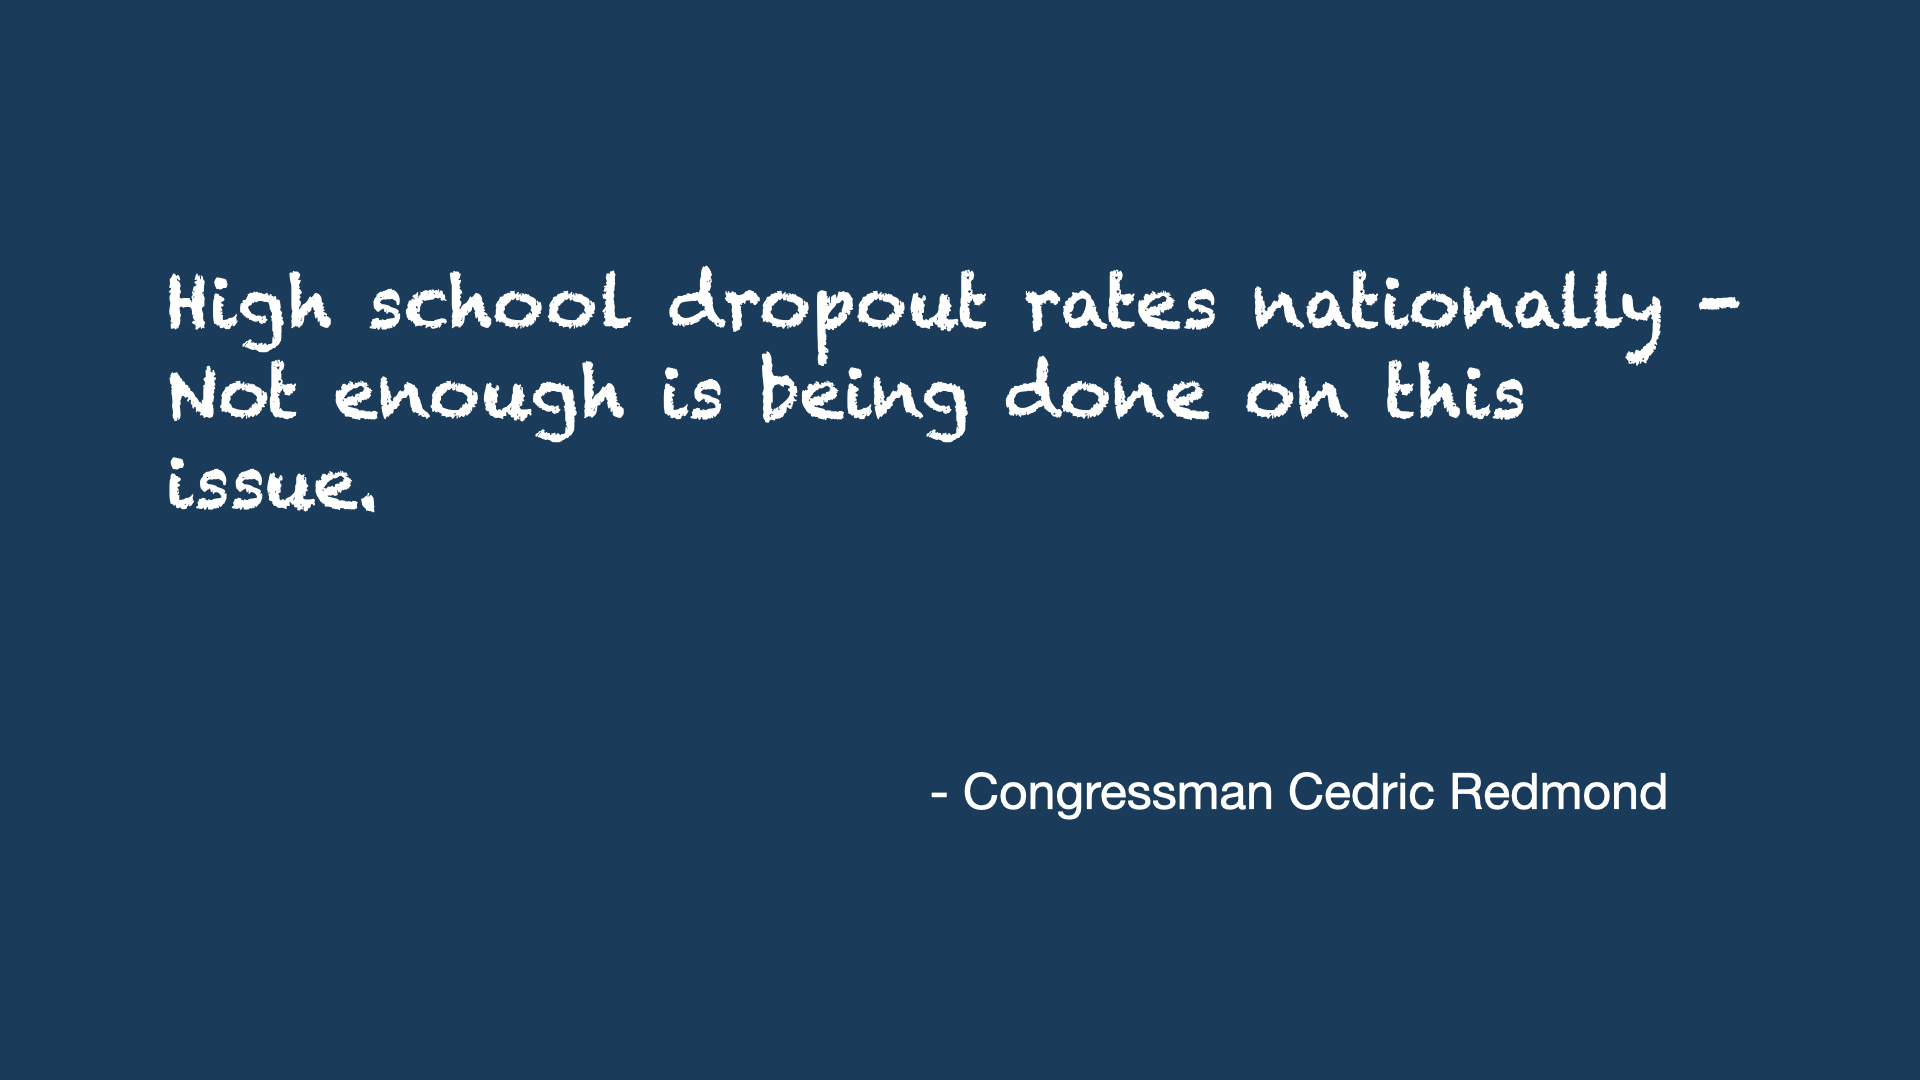 High school dropout rates nationally -
Not enough is being done on this
issue.
- Congressman Cedric Redmond